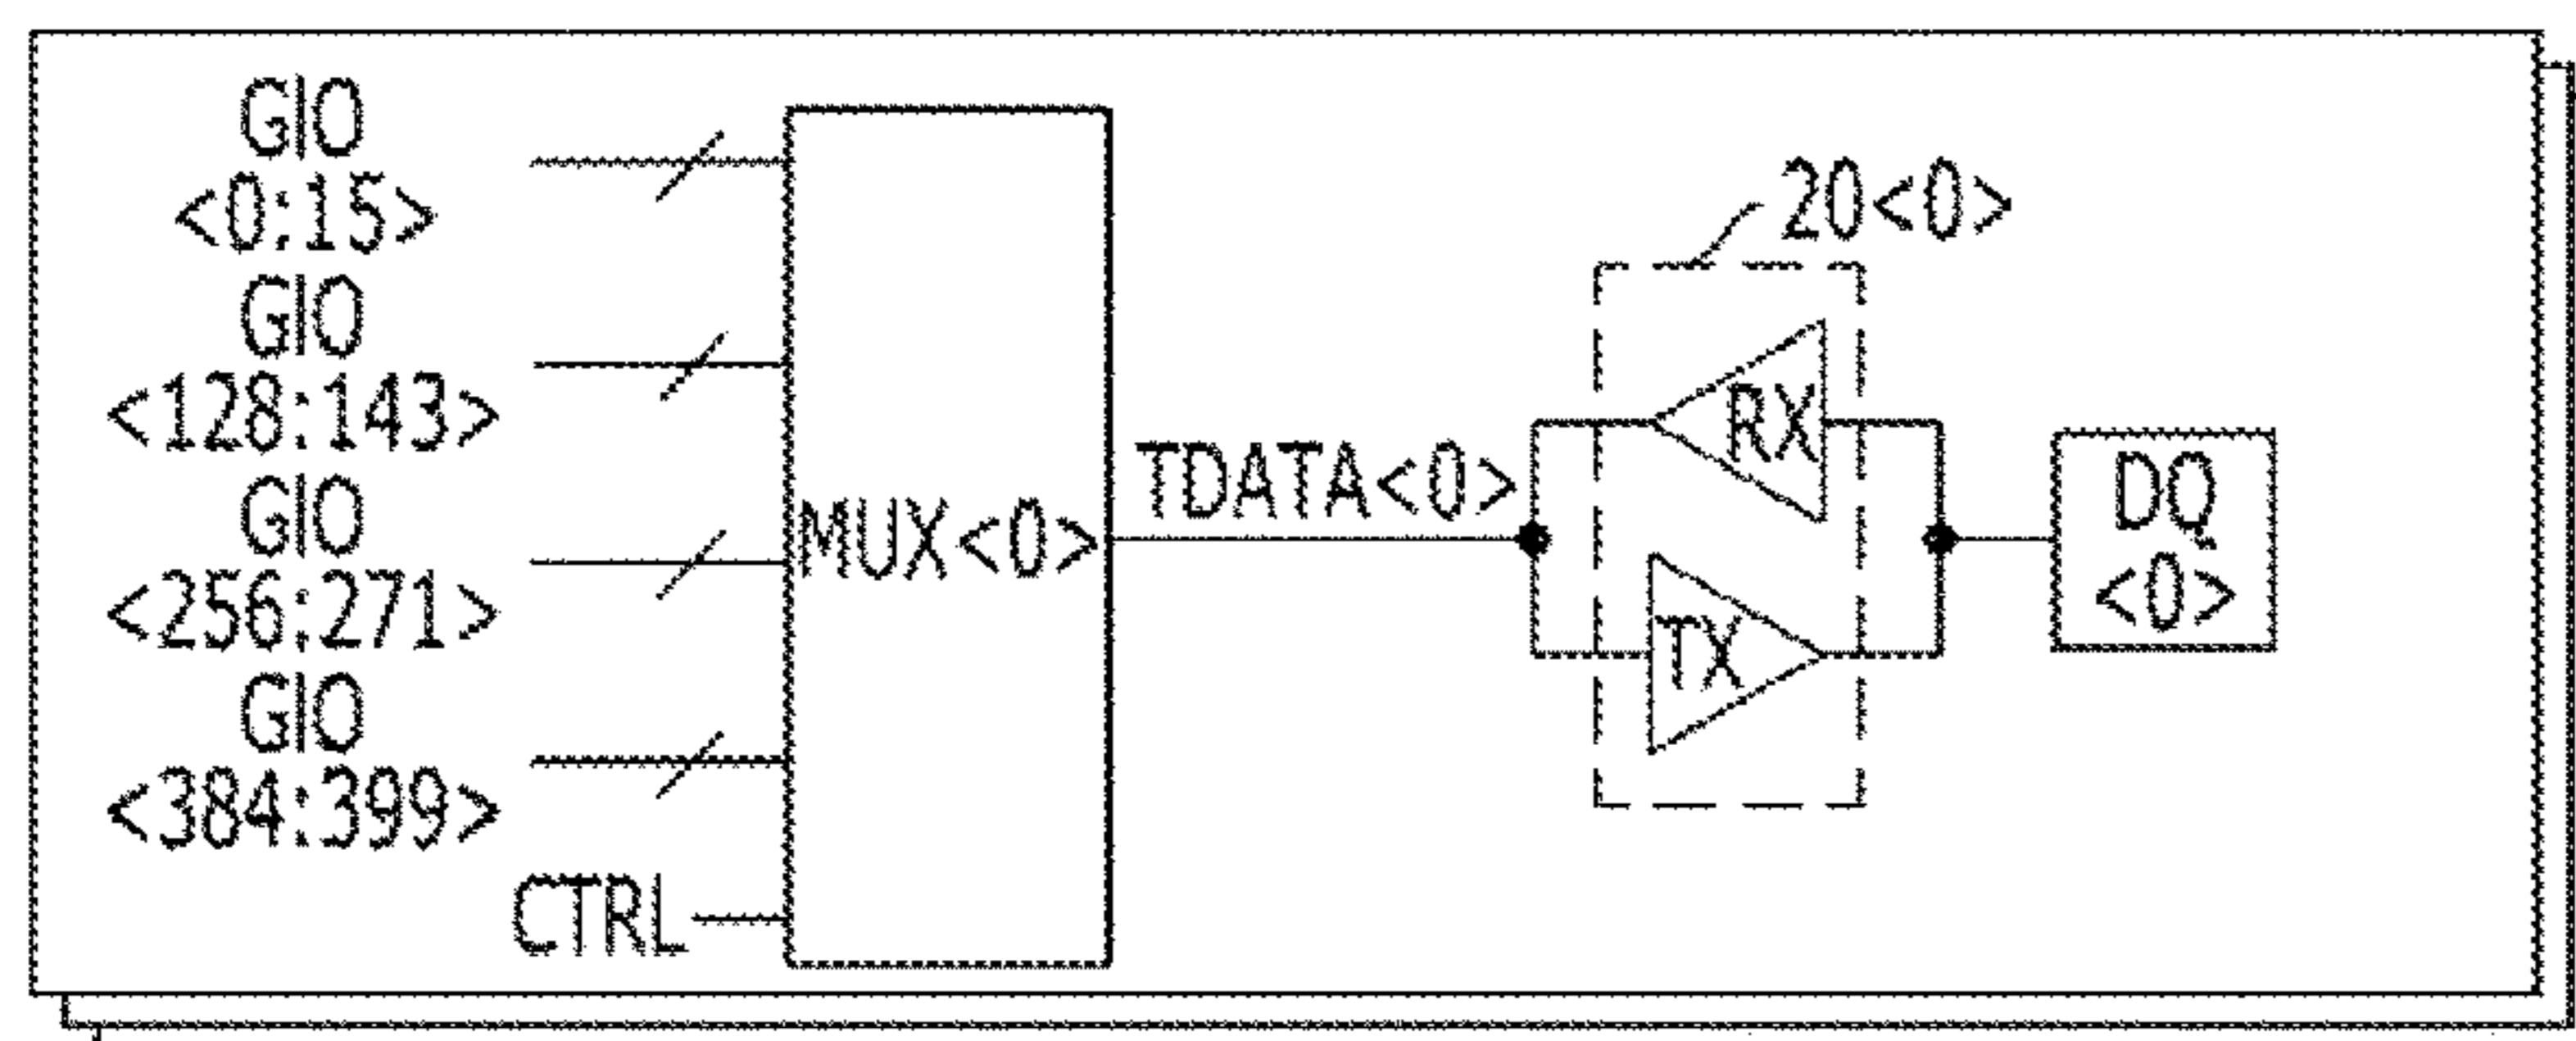 GIO
<0:15>
GIO
<128:143>
GIO
<256:271>
GIO
<384:399>
CTRL
MUX<0>
TDATA<0>
20<0>
RX
TX
DQ
<0>